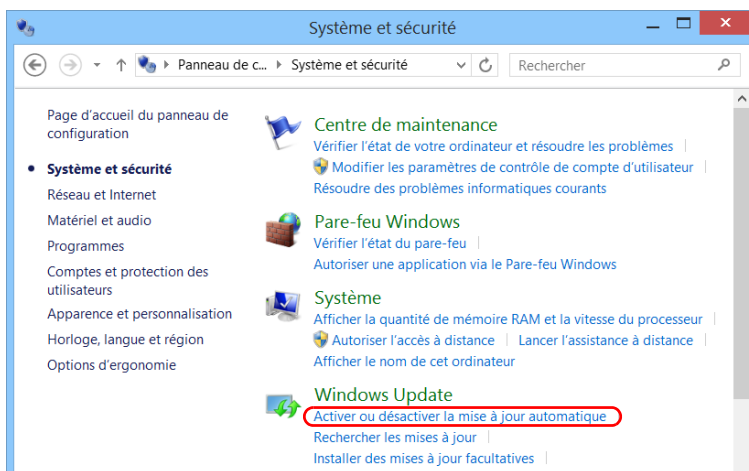 Système et sécurité
Panneau de c... Système et sécurité Rechercher
Page d'accueil du panneau de
configuration
Système et sécurité
Réseau et Internet
Matériel et audio
Programmes
Comptes et protection des
utilisateurs
Apparence et personnalisation
Horloge, langue et région
Options d'ergonomie
Centre de maintenance
Vérifier l'état de votre ordinateur et résoudre les problèmes
Modifier les paramètres de contrôle de compte d'utilisateur
Résoudre des problèmes informatiques courants
Pare-feu Windows
Vérifier l'état du pare-feu
Autoriser une application via le Pare-feu Windows
Système
Afficher la quantité de mémoire RAM et la vitesse du processeur
Autoriser l'accès à distance Lancer l'assistance à distance
Afficher le nom de cet ordinateur
Windows Update
Activer ou désactiver la mise à jour automatique
Rechercher les mises à jour
Installer des mises à jour facultatives